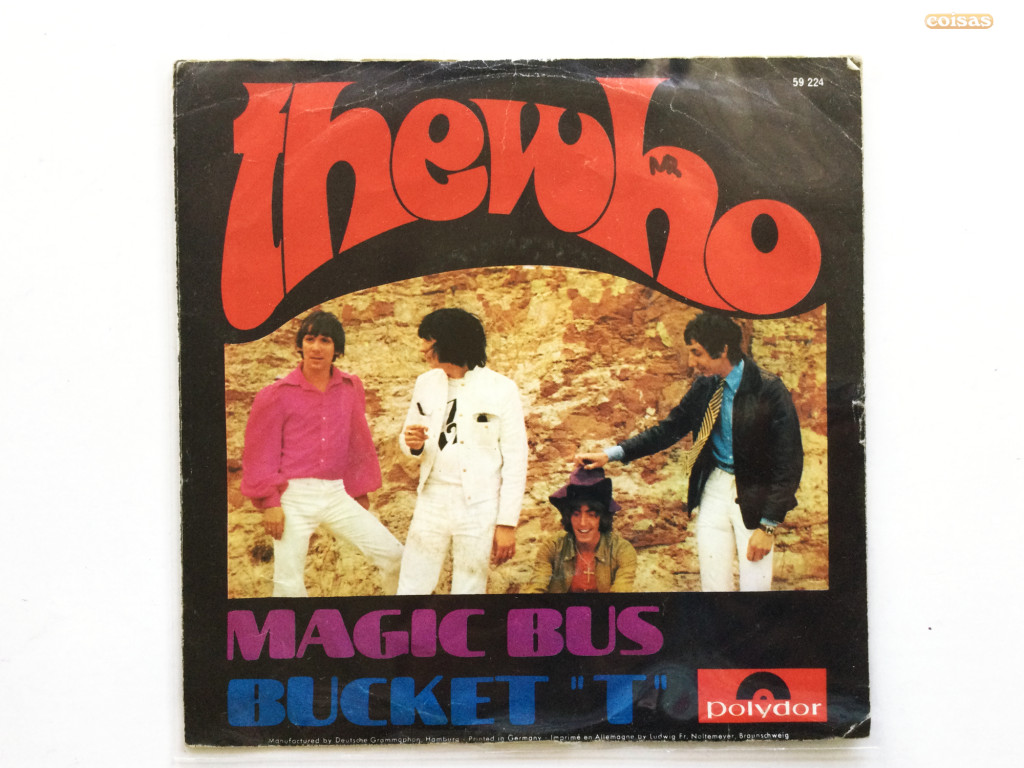 coisas
59 224
thewho
MR
MAGIC BUS
BUCKET "T"
polydor
Manufactured by Deutsche Grammophon, Hamburg - Printed in Germany - Imprimé en Allemagne by Ludwig Fr. Noltemeyer, Braunschweig